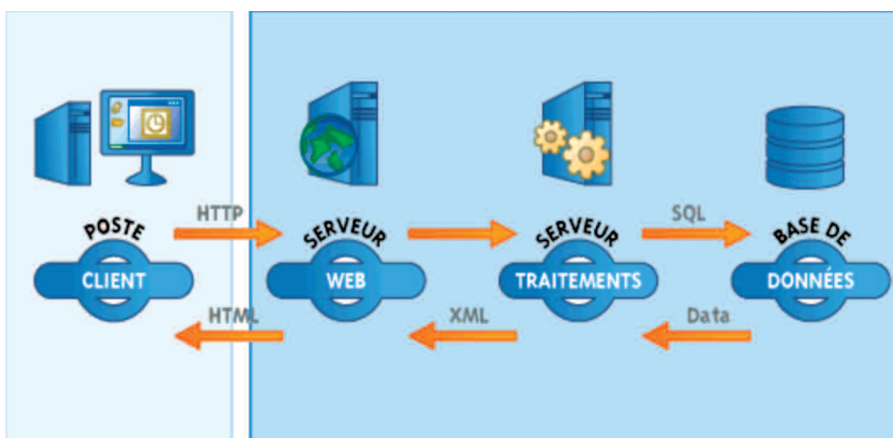 HTTP
SQL
POSTE
CLIENT
SERVEUR
WEB
SERVEUR
TRAITEMENTS
BASE DE
DONNÉES
HTML
XML
Data